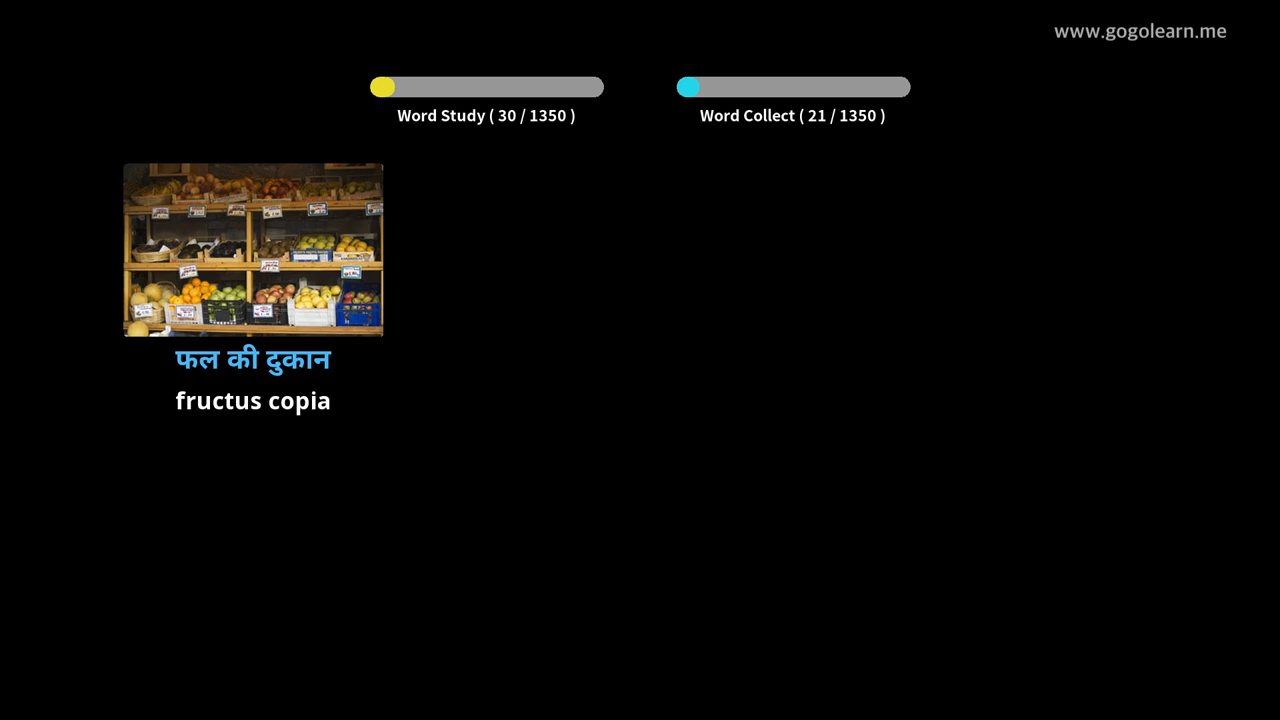 www.gogolearn.me
Word Study ( 30 / 1350 )
Word Collect ( 21 / 1350 )
फल की दुकान
fructus copia